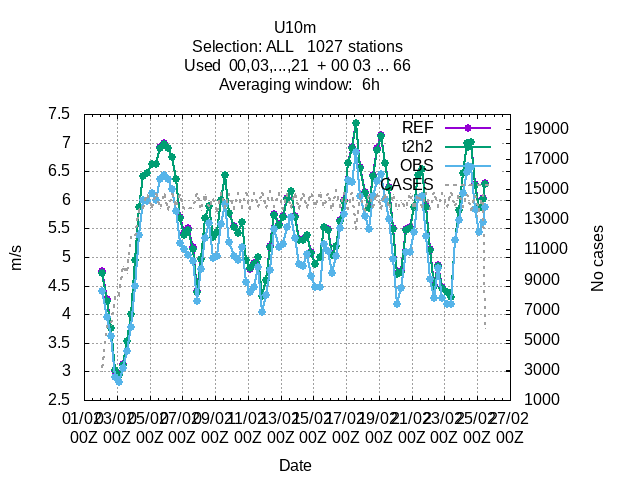 U10m
Selection: ALL   1027 stations
Used  00,03,...,21  + 00 03 ... 66
Averaging window:  6h
7.5
7
6.5
6
5.5
5
4.5
4
3.5
3
2.5
m/s
REF
t2h2
OBS
CASES
19000
17000
15000
13000
11000
9000
7000
5000
3000
1000
No cases
01/02 03/02 05/02 07/02 09/02 11/02 13/02 15/02 17/02 19/02 21/02 23/02 25/02 27/02
00Z 00Z 00Z 00Z 00Z 00Z 00Z 00Z 00Z 00Z 00Z 00Z 00Z 00Z
Date